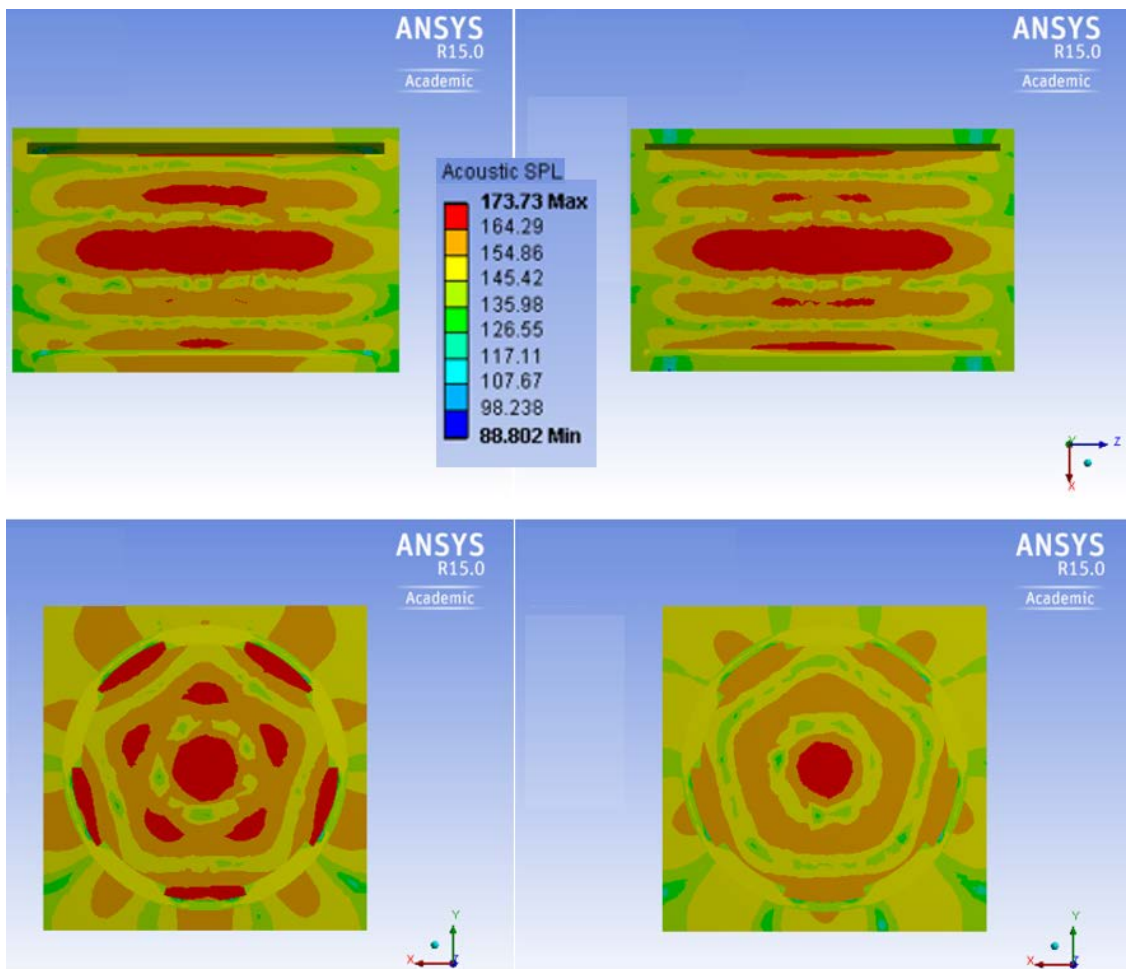 ANSYS
R15.0
Academic
ANSYS
R15.0
Academic
Acoustic SPL
173.73 Max
164.29
154.86
145.42
135.98
126.55
117.11
107.67
98.238
88.802 Min
Y
Z
X
ANSYS
R15.0
Academic
ANSYS
R15.0
Academic
Y
X
Z
Y
X
Z